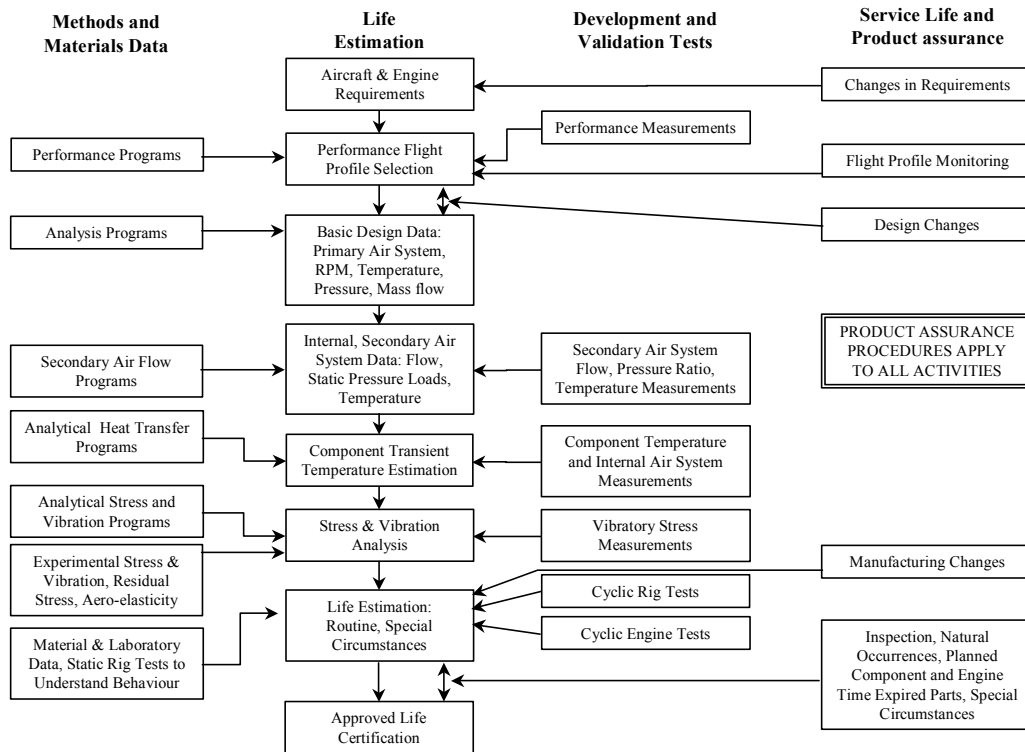 Methods and
Materials Data
Life
Estimation
Development and
Validation Tests
Service Life and
Product assurance
Aircraft & Engine
Requirements
Changes in Requirements
Performance Measurements
Performance Programs
Performance Flight
Profile Selection
Flight Profile Monitoring
Analysis Programs
Basic Design Data:
Primary Air System,
RPM, Temperature,
Pressure, Mass flow
Design Changes
Secondary Air Flow
Programs
Internal, Secondary Air
System Data: Flow,
Static Pressure Loads,
Temperature
Secondary Air System
Flow, Pressure Ratio,
Temperature Measurements
PRODUCT ASSURANCE
PROCEDURES APPLY
TO ALL ACTIVITIES
Analytical Heat Transfer
Programs
Component Transient
Temperature Estimation
Component Temperature
and Internal Air System
Measurements
Analytical Stress and
Vibration Programs
Stress & Vibration
Analysis
Vibratory Stress
Measurements
Experimental Stress &
Vibration, Residual
Stress, Aero-elasticity
Manufacturing Changes
Life Estimation:
Routine, Special
Circumstances
Cyclic Rig Tests
Cyclic Engine Tests
Material & Laboratory
Data, Static Rig Tests to
Understand Behaviour
Inspection, Natural
Occurrences, Planned
Component and Engine
Time Expired Parts, Special
Circumstances
Approved Life
Certification